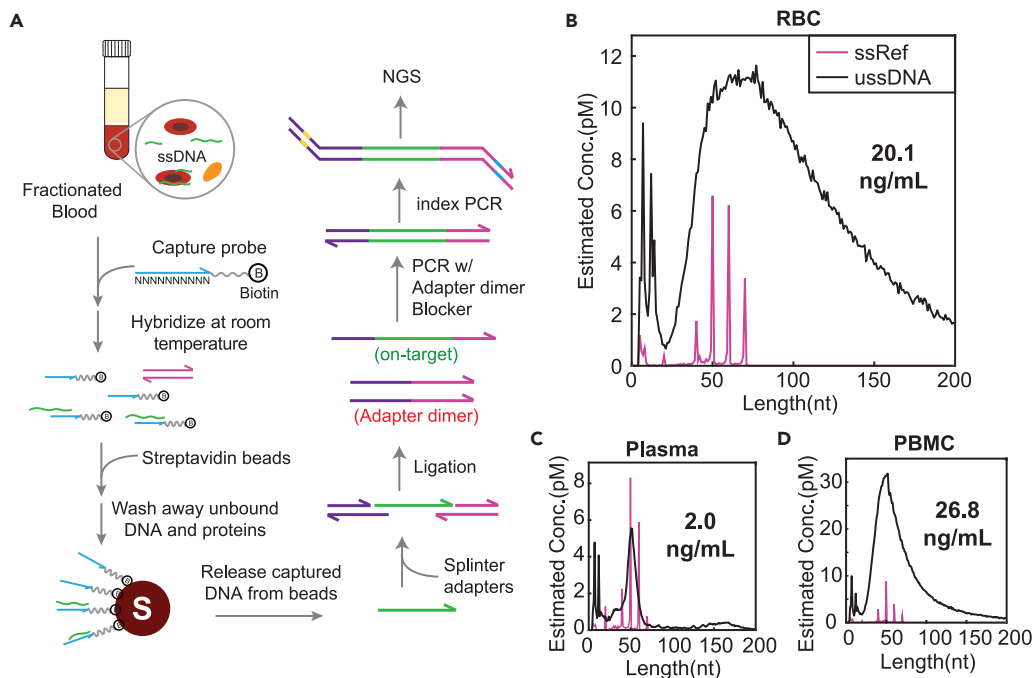 A
ssDNA
Fractionated
Blood
Capture probe
B
NNNNNNNNNN
Biotin
Hybridize at room
temperature
B
B
B
B
Streptavidin beads
Wash away unbound
DNA and proteins
B
B
B
B
S
Release captured
DNA from beads
NGS
index PCR
PCR w/
Adapter dimer
Blocker
(on-target)
(Adapter dimer)
Ligation
Splinter
adapters
B
RBC
ssRef
ussDNA
20.1
ng/mL
Estimated Conc.(pM)
12
10
8
6
4
2
0
0
50
100
150
200
Length(nt)
C
Plasma
2.0
ng/mL
Estimated Conc.(pM)
8
6
4
2
0
0
50
100
150
200
Length(nt)
D
PBMC
26.8
ng/mL
Estimated Conc.(pM)
30
20
10
0
0
50
100
150
200
Length(nt)